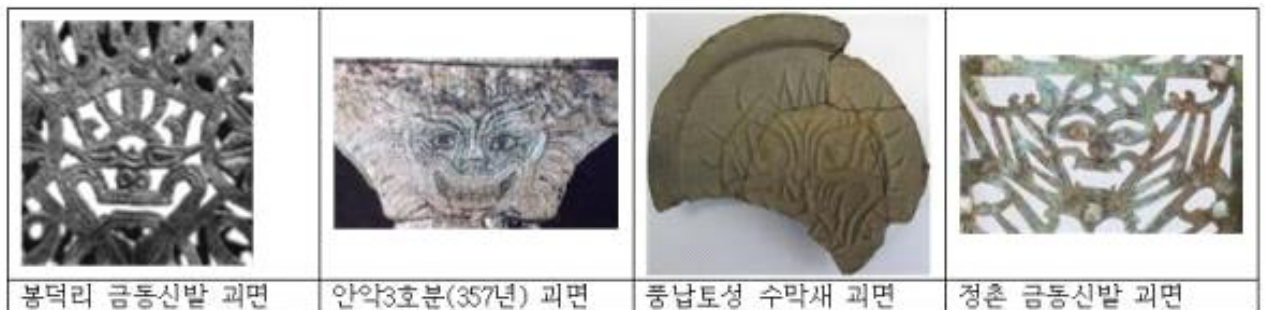 봉덕리 금동신발 괴면
안악3호분(357년) 괴면
풍납토성 수막새 괴면
정촌 금동신발 괴면